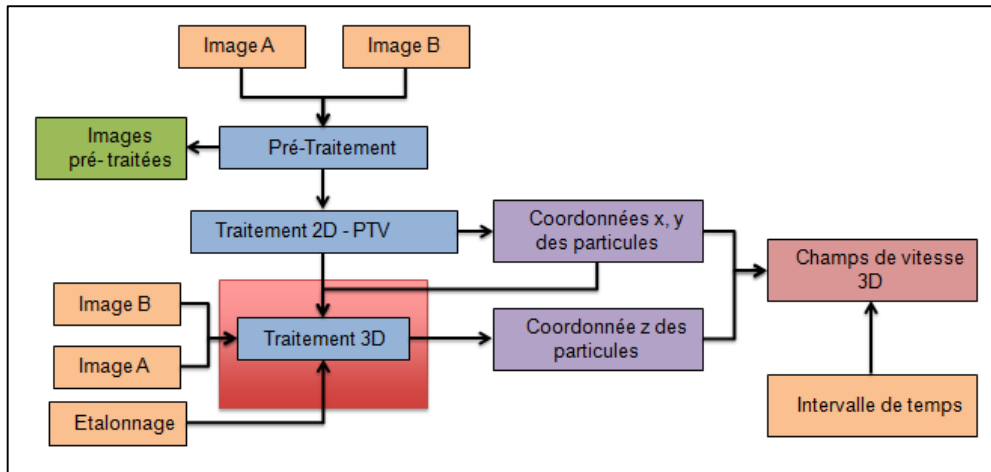 Image A
Image B
Images
pré- traitées
Pré-Traitement
Traitement 2D - PTV
Coordonnées x, y
des particules
Champs de vitesse
3D
Image B
Traitement 3D
Coordonnée z des
particules
Image A
Etalonnage
Intervalle de temps